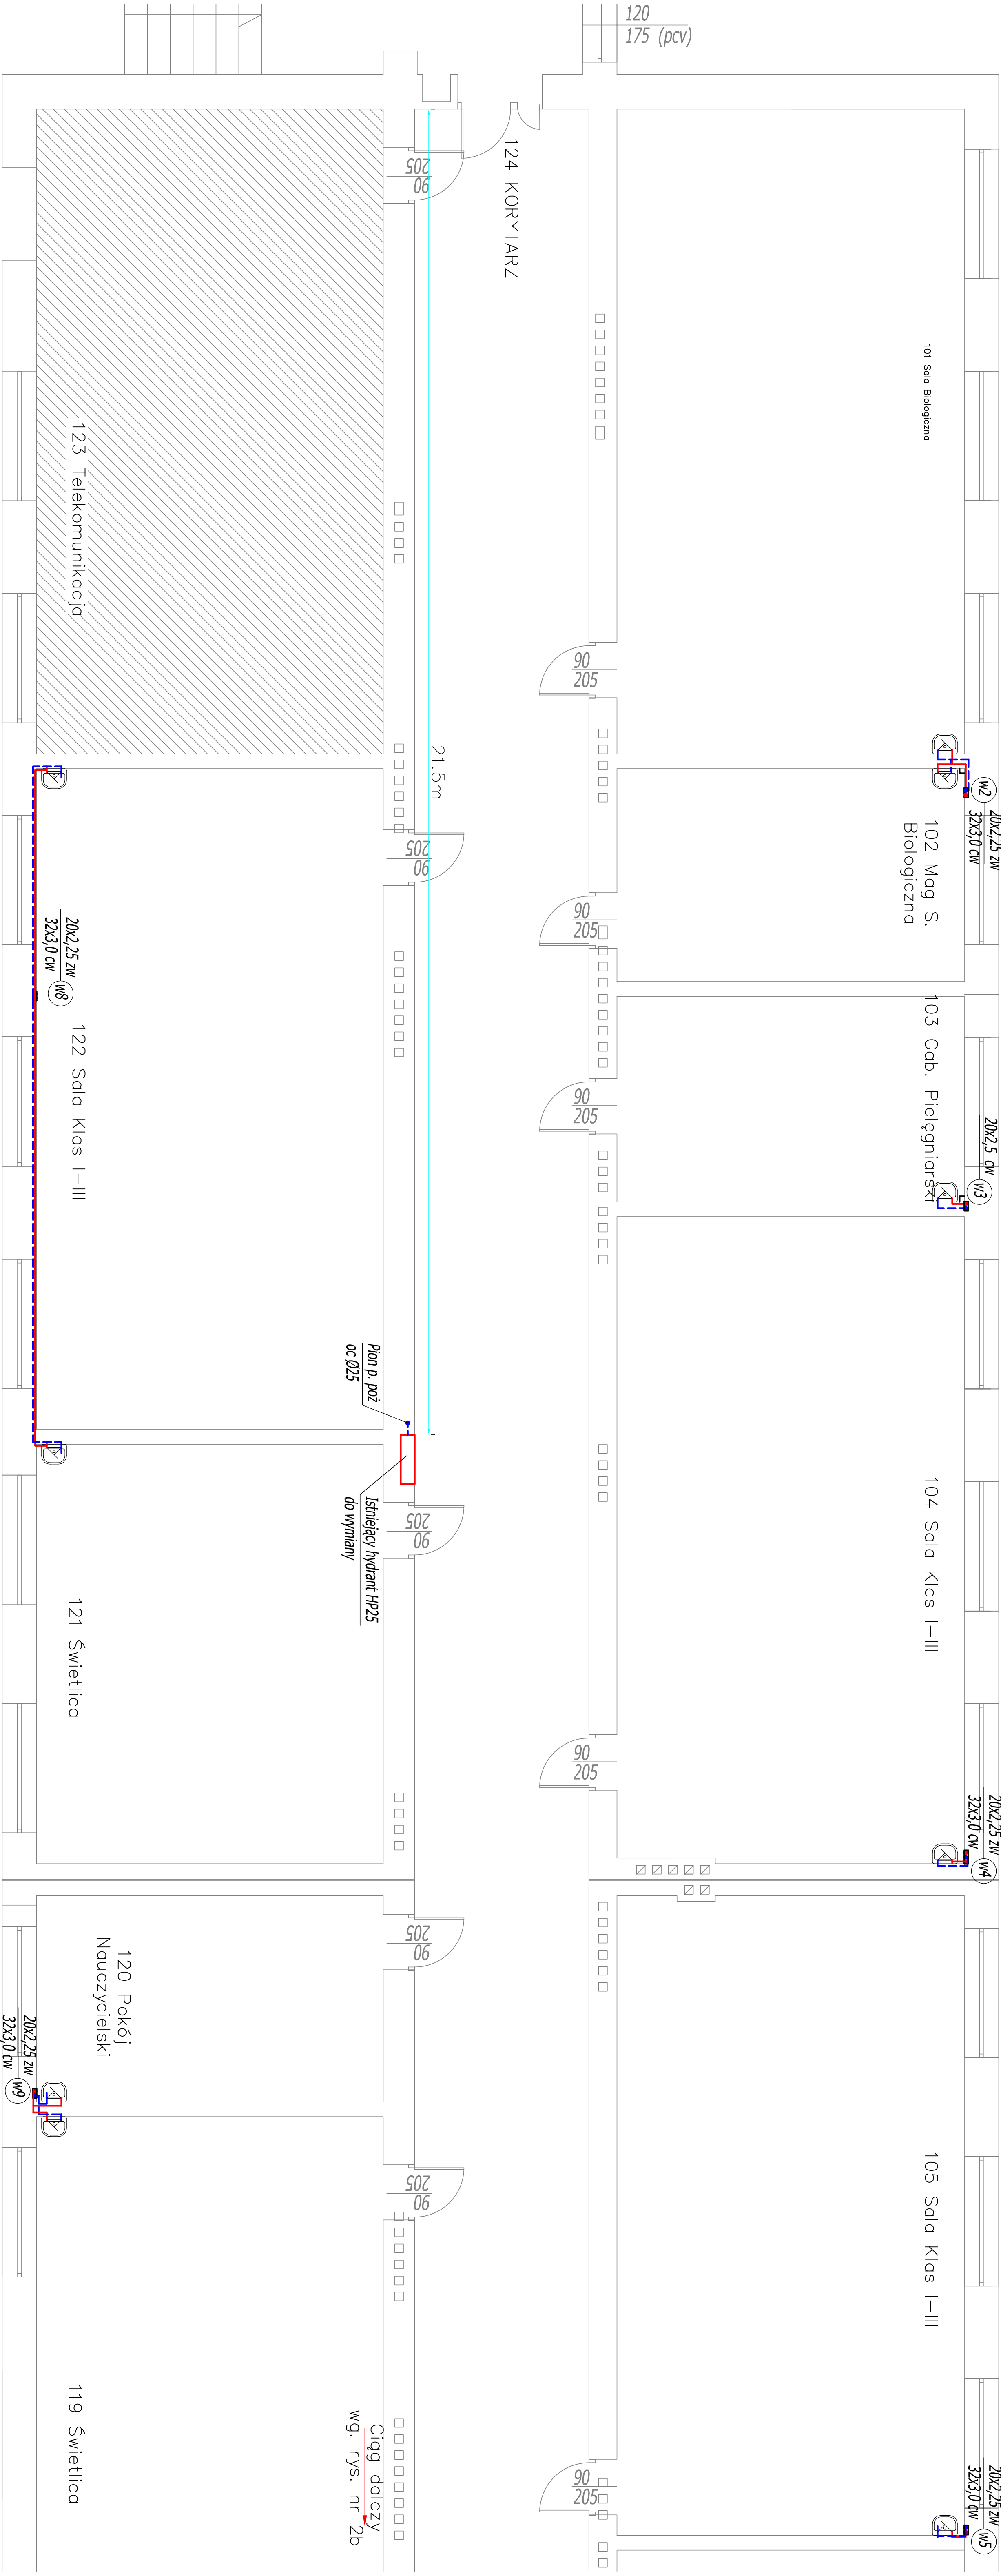 120
175 (pcv)
124 KORYTARZ
205
90
101 Sala Biologiczna
123 Telekomunikacja
90
205
21.5m
w2
20x2,25 zw
32x3,0 cw
102 Mag S.
Biologiczna
205
90
90
205
20x2,25 zw
32x3,0 cw
w8
122 Sala Klas I-III
103 Gab. Pielęgniarski
90
205
20x2,5 cw
w3
Pion p. poż
oc Ø25
Istniejący hydrant HP25
do wymiany
104 Sala Klas I-III
205
90
121 Świetlica
90
205
20x2,25 zw
32x3,0 cw
w4
205
90
120 Pokój
Nauczycielski
20x2,25 zw
32x3,0 cw
w9
105 Sala Klas I-III
205
90
119 Świetlica
Ciąg dalczy
wg. rys. nr 2b
90
205
20x2,25 zw
32x3,0 cw
w5